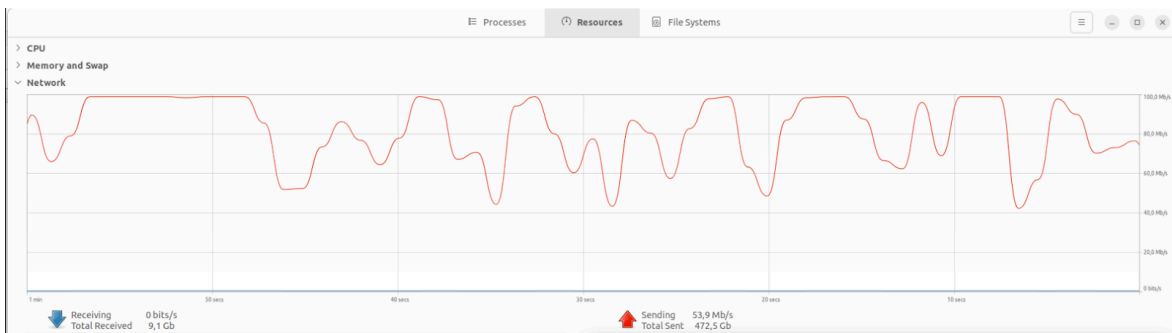 Processes Resources File Systems
CPU
Memory and Swap
Network
100,0 Mb/s
80,0 Mb/s
60,0 Mb/s
40,0 Mb/s
20,0 Mb/s
0 bits/s
1 min 50 secs 40 secs 30 secs 20 secs 10 secs
Receiving 0 bits/s Sending 53,9 Mb/s
Total Received 9,1 Gb Total Sent 472,5 Gb